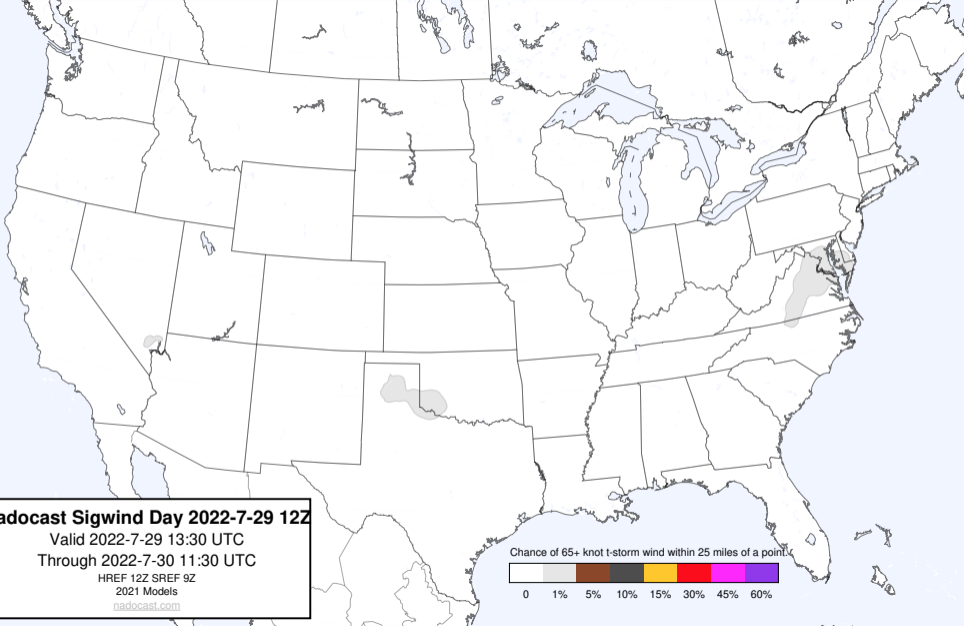 adocast Sigwind Day 2022-7-29 12Z
Valid 2022-7-29 13:30 UTC
Through 2022-7-30 11:30 UTC
HREF 12Z SREF 9Z
2021 Models
nadocast.com
Chance of 65+ knot t-storm wind within 25 miles of a point.
0 1% 5% 10% 15% 30% 45% 60%